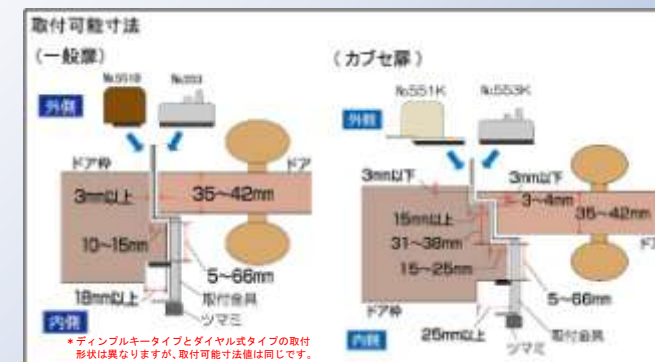 取付可能寸法
(一般扉)
No.551D No.553
外側
ドア枠 ドア
3mm以上 35～42mm
10～15mm
5～66mm
18mm以上 取付金具
内側 ツマミ
*ディンプルキータイプとダイヤル式タイプの取付
形状は異なりますが、取付可能寸法値は同じです。
(カブセ扉)
No551K No553K
外側
3mm以下 3mm以下
3～4mm
15mm以上 35～42mm
31～38mm
15～25mm
ドア
5～66mm
ドア枠
25mm以上 取付金具
内側 ツマミ